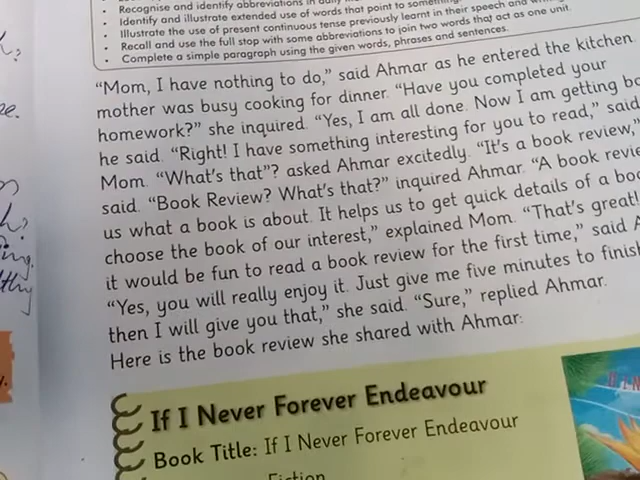 Recognise and identify abbreviations in daily
Identify and illustrate extended use of words that point to something.
Illustrate the use of present continuous tense previously learnt in their speech and
Recall and use the full stop with some abbreviations to join two words that act as one unit.
Complete a simple paragraph using the given words, phrases and sentences.
“Mom, I have nothing to do,” said Ahmar as he entered the kitchen.
mother was busy cooking for dinner. “Have you completed your
homework?” she inquired. “Yes, I am all done. Now I am getting bo
he said. “Right! I have something interesting for you to read,” said
Mom. “What's that”? asked Ahmar excitedly. “It's a book review,”
said. “Book Review? What's that?” inquired Ahmar. “A book revie
us what a book is about. It helps us to get quick details of a boo
choose the book of our interest,” explained Mom. “That's great!
it would be fun to read a book review for the first time,” said A
“Yes, you will really enjoy it. Just give me five minutes to finish
then I will give you that,” she said. “Sure,” replied Ahmar.
Here is the book review she shared with Ahmar:
If I Never Forever Endeavour
Book Title: If I Never Forever Endeavour
Fiction